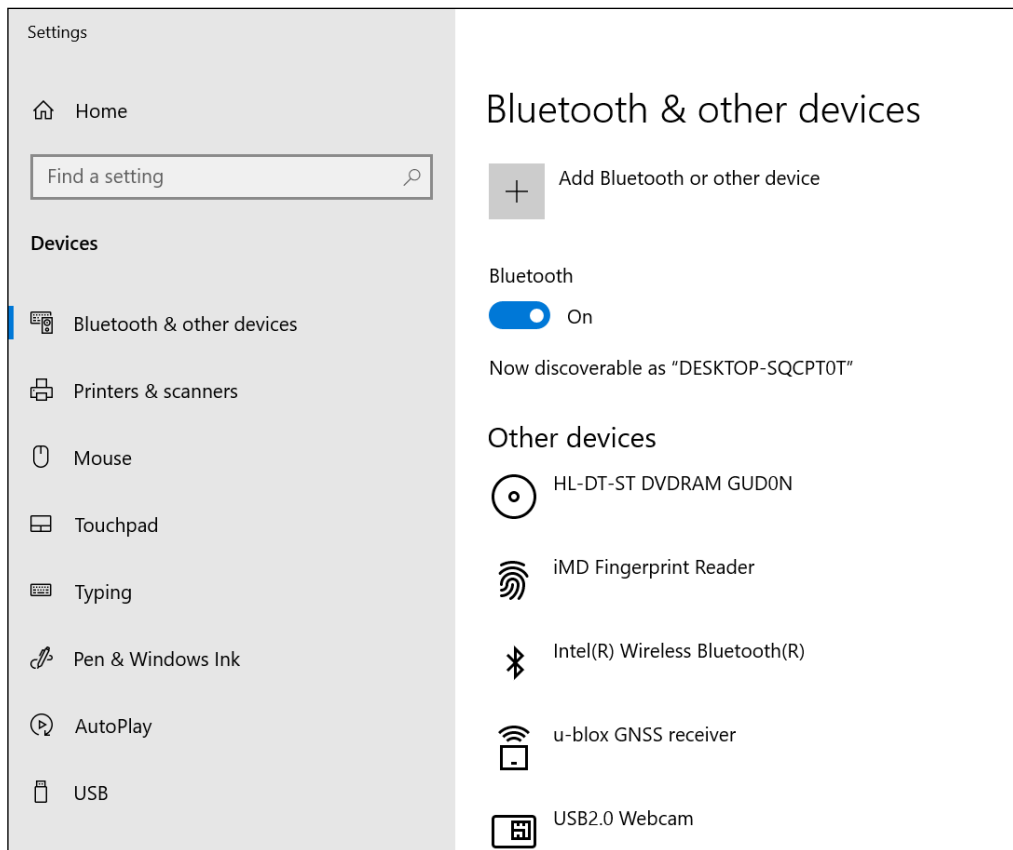 Settings
Home
Find a setting
Devices
Bluetooth & other devices
Printers & scanners
Mouse
Touchpad
Typing
Pen & Windows Ink
AutoPlay
USB
Bluetooth & other devices
Add Bluetooth or other device
Bluetooth
On
Now discoverable as “DESKTOP-SQCPT0T”
Other devices
HL-DT-ST DVDRAM GUD0N
iMD Fingerprint Reader
Intel(R) Wireless Bluetooth(R)
u-blox GNSS receiver
USB2.0 Webcam